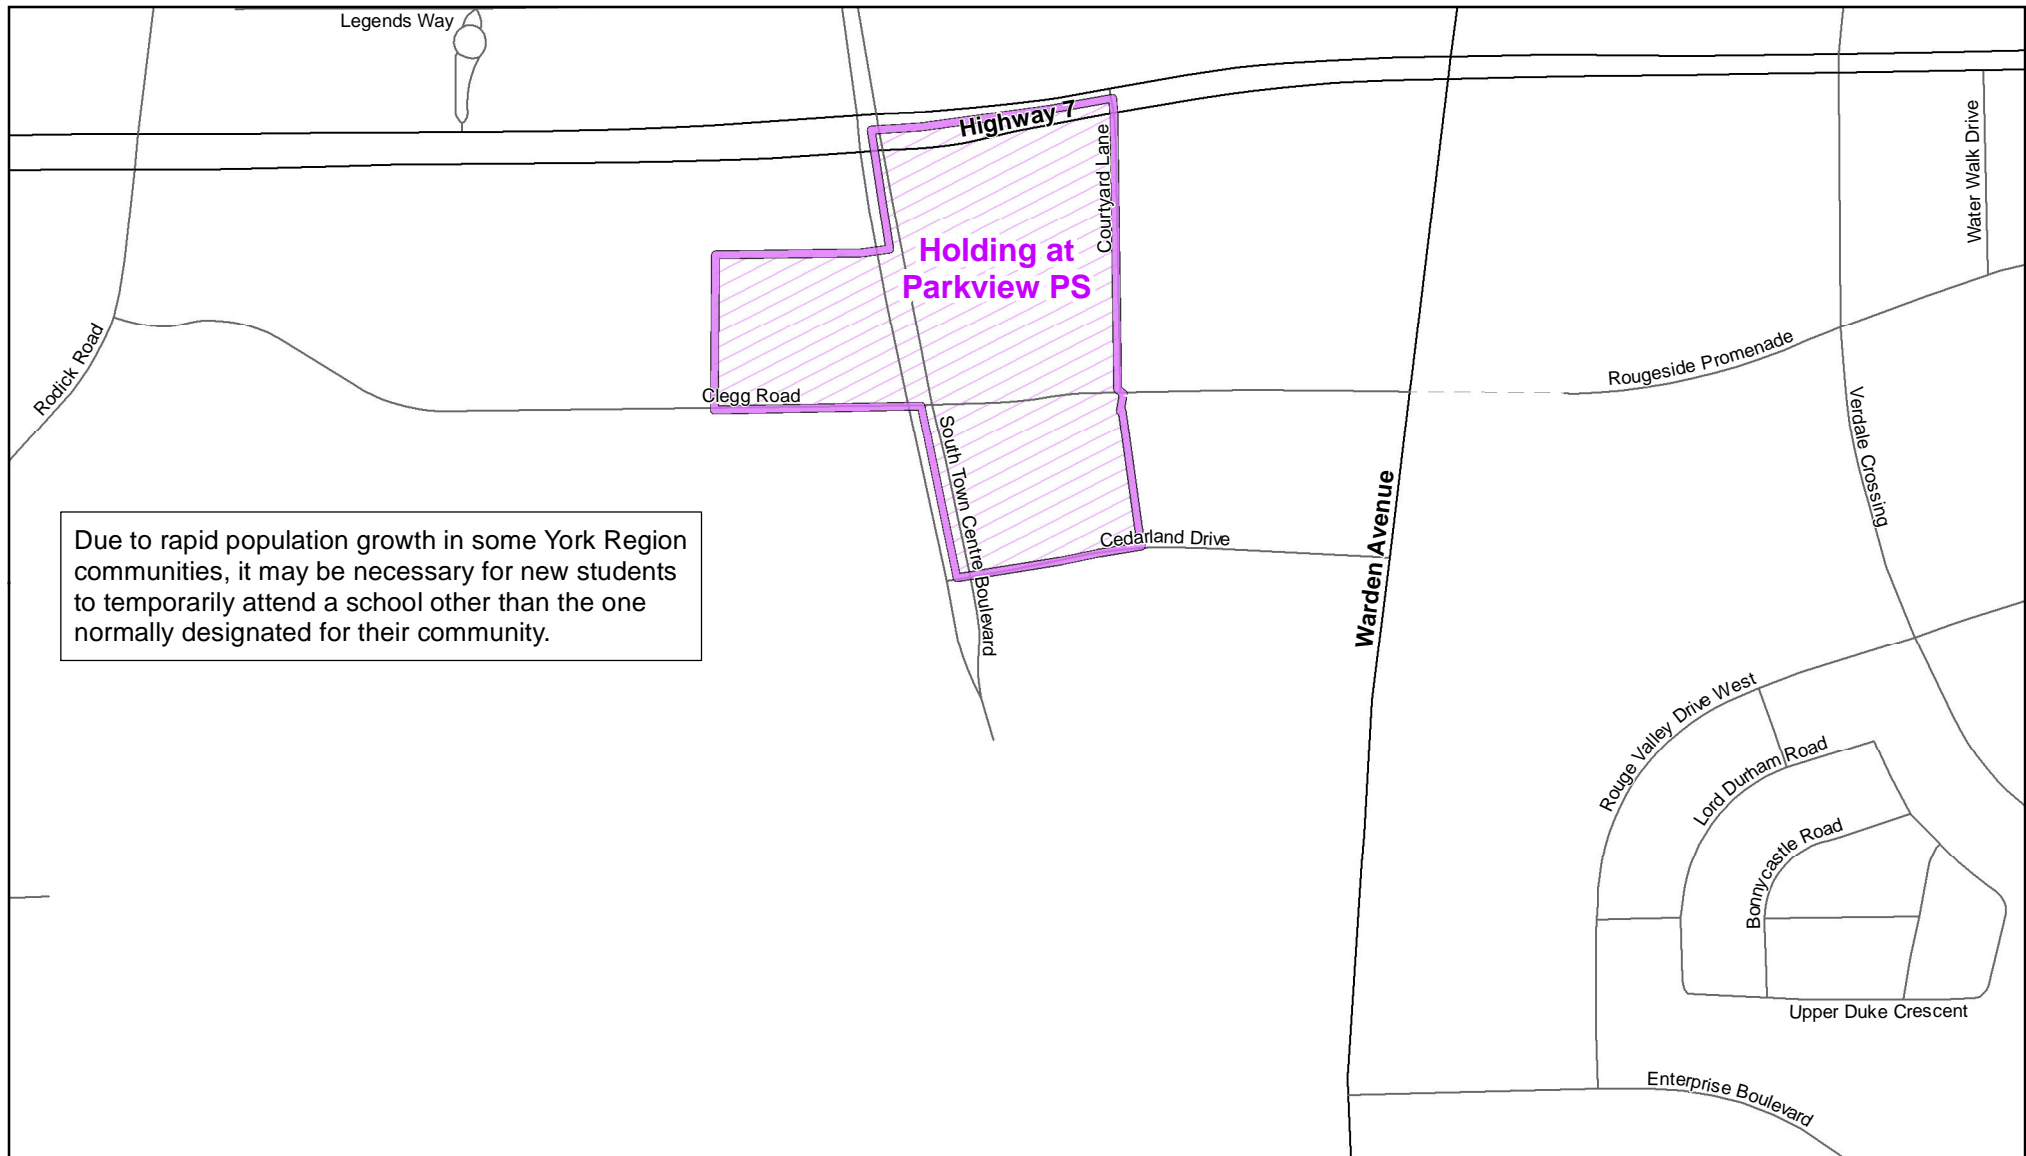 Legends Way
Highway 7
Courtyard Lane
Water Walk Drive
Holding at
Parkview PS
Rodick Road
Clegg Road
Rougeside Promenade
Verdale Crossing
South Town Centre Boulevard
Cedarland Drive
Warden Avenue
Due to rapid population growth in some York Region
communities, it may be necessary for new students
to temporarily attend a school other than the one
normally designated for their community.
Rouge Valley Drive West
Lord Durham Road
Bonnycastle Road
Upper Duke Crescent
Enterprise Boulevard